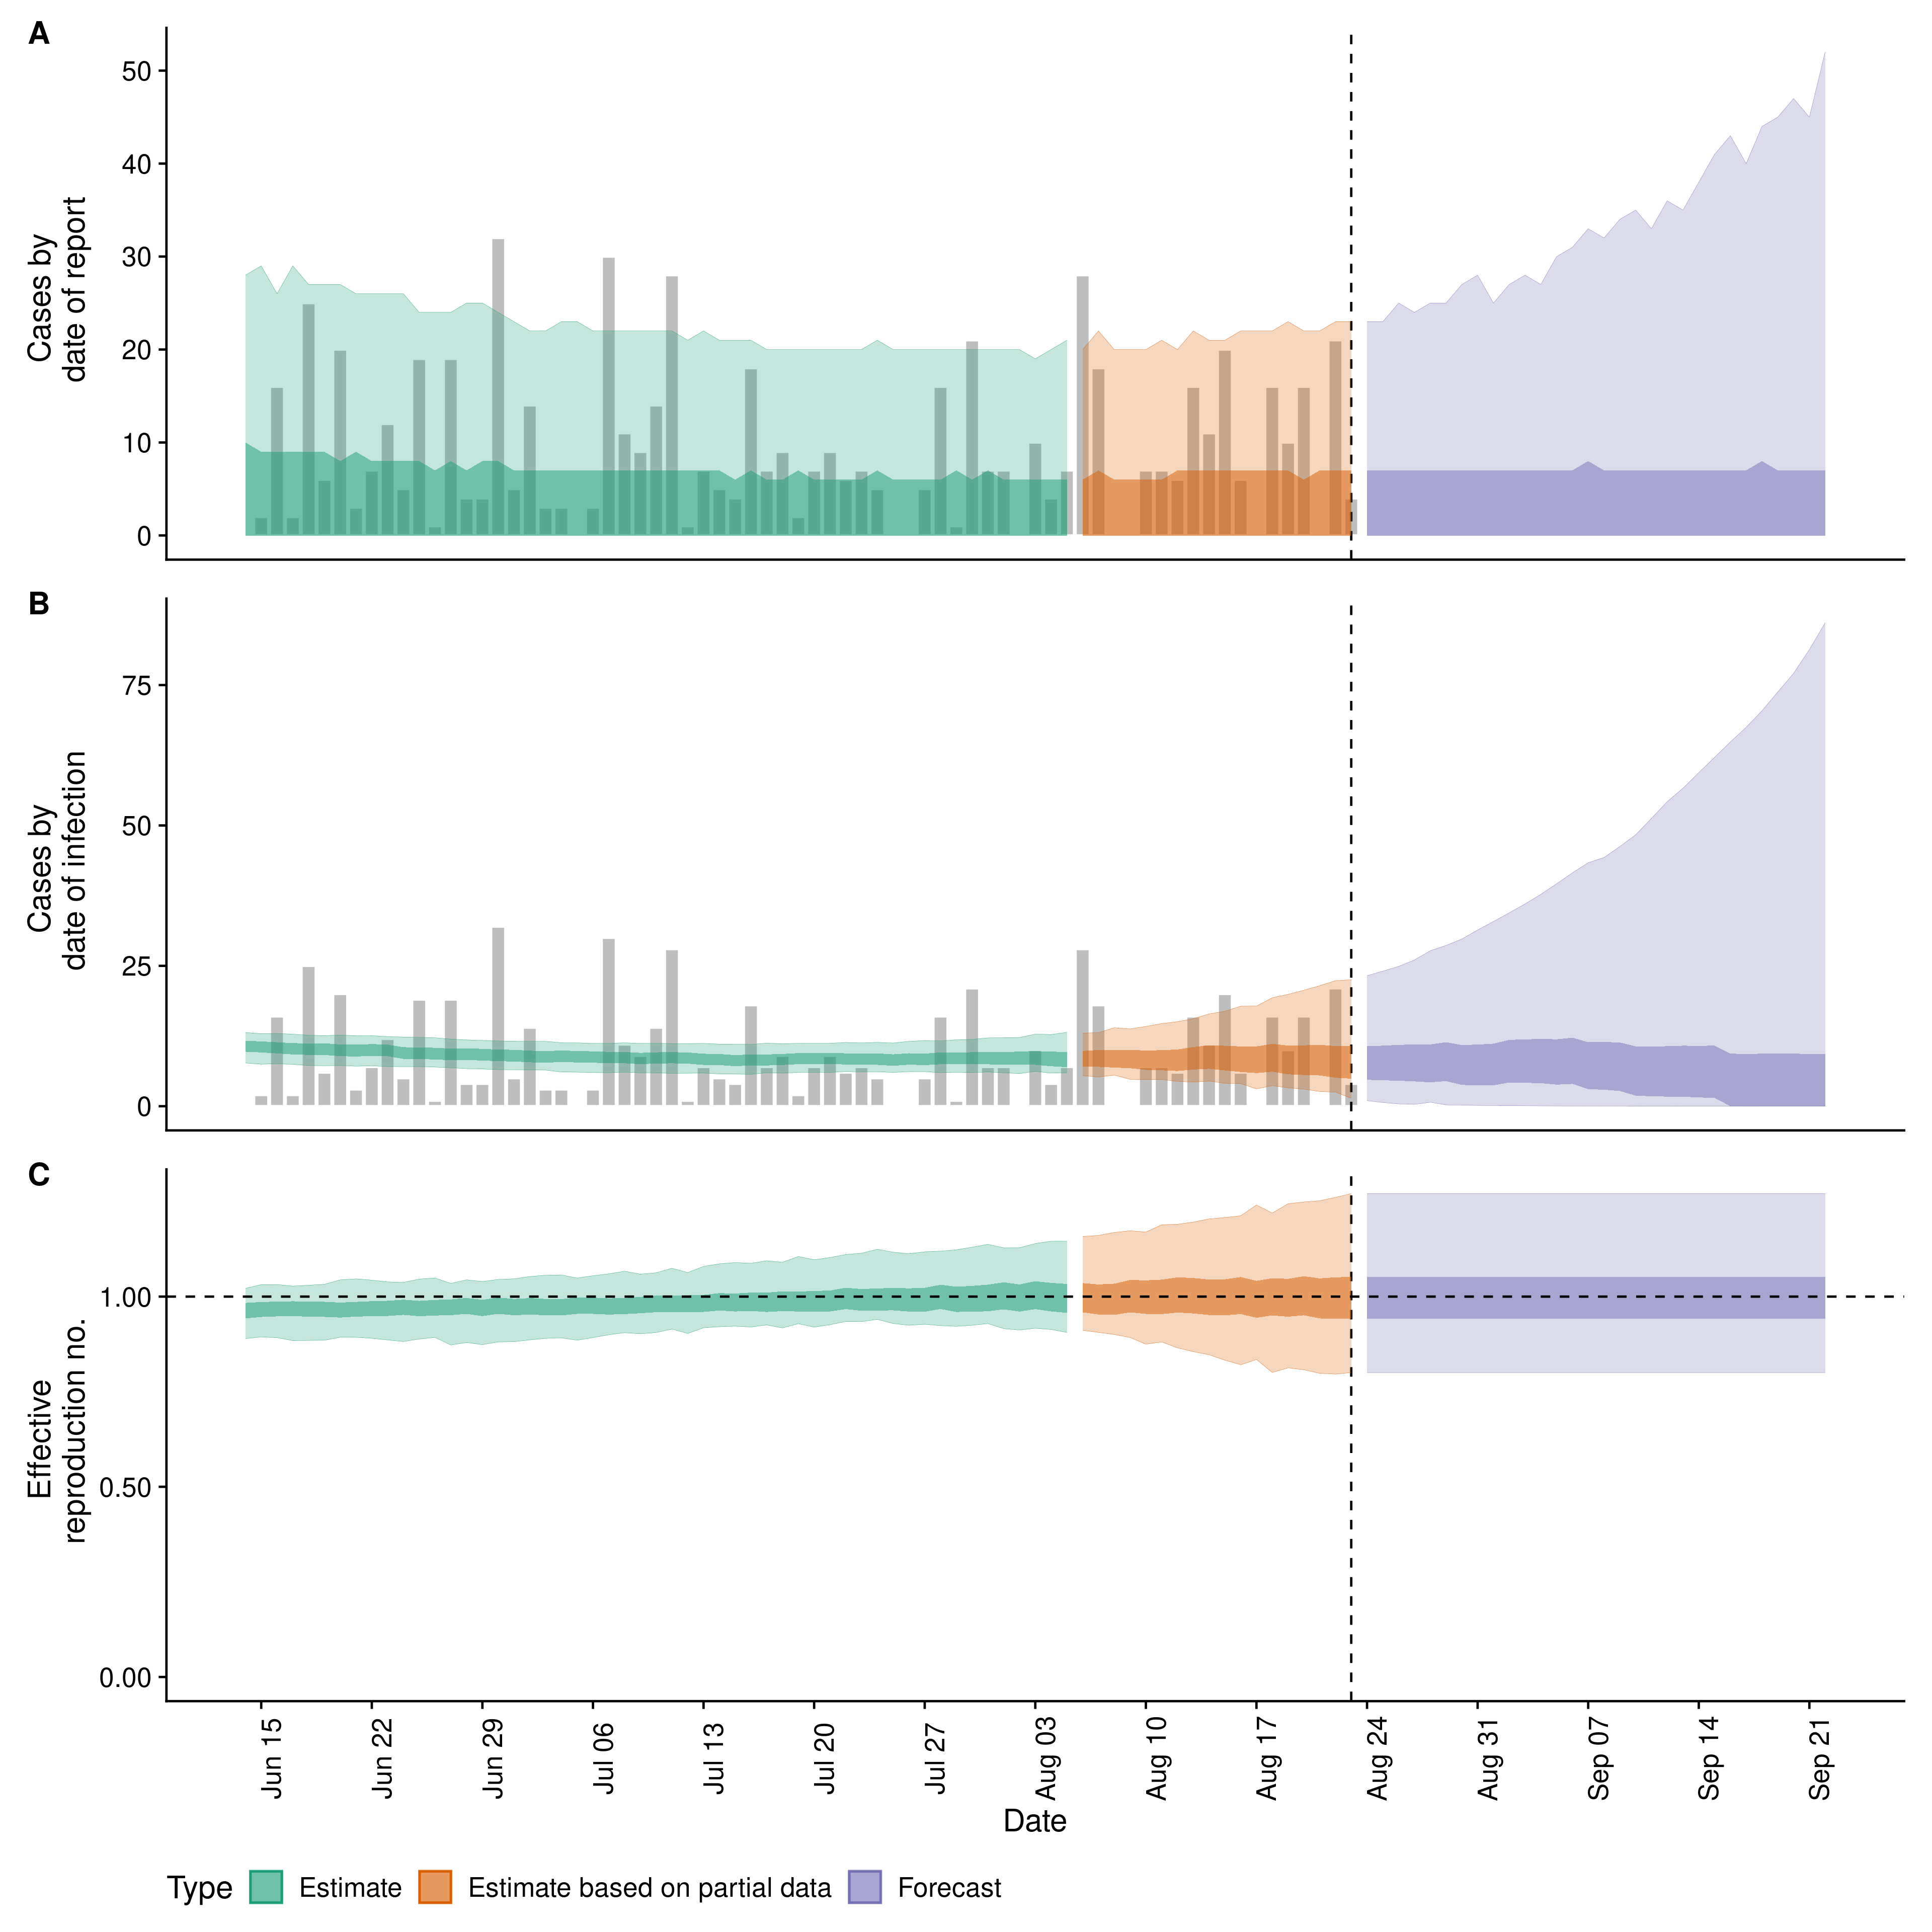 A
50
40
30
20
10
0
Cases by
date of report
B
75
50
25
0
Cases by
date of infection
C
1.00
0.50
0.00
Effective
reproduction no.
Jun 15
Jun 22
Jun 29
Jul 06
Jul 13
Jul 20
Jul 27
Aug 03
Aug 10
Aug 17
Aug 24
Aug 31
Sep 07
Sep 14
Sep 21
Date
Type Estimate Estimate based on partial data Forecast